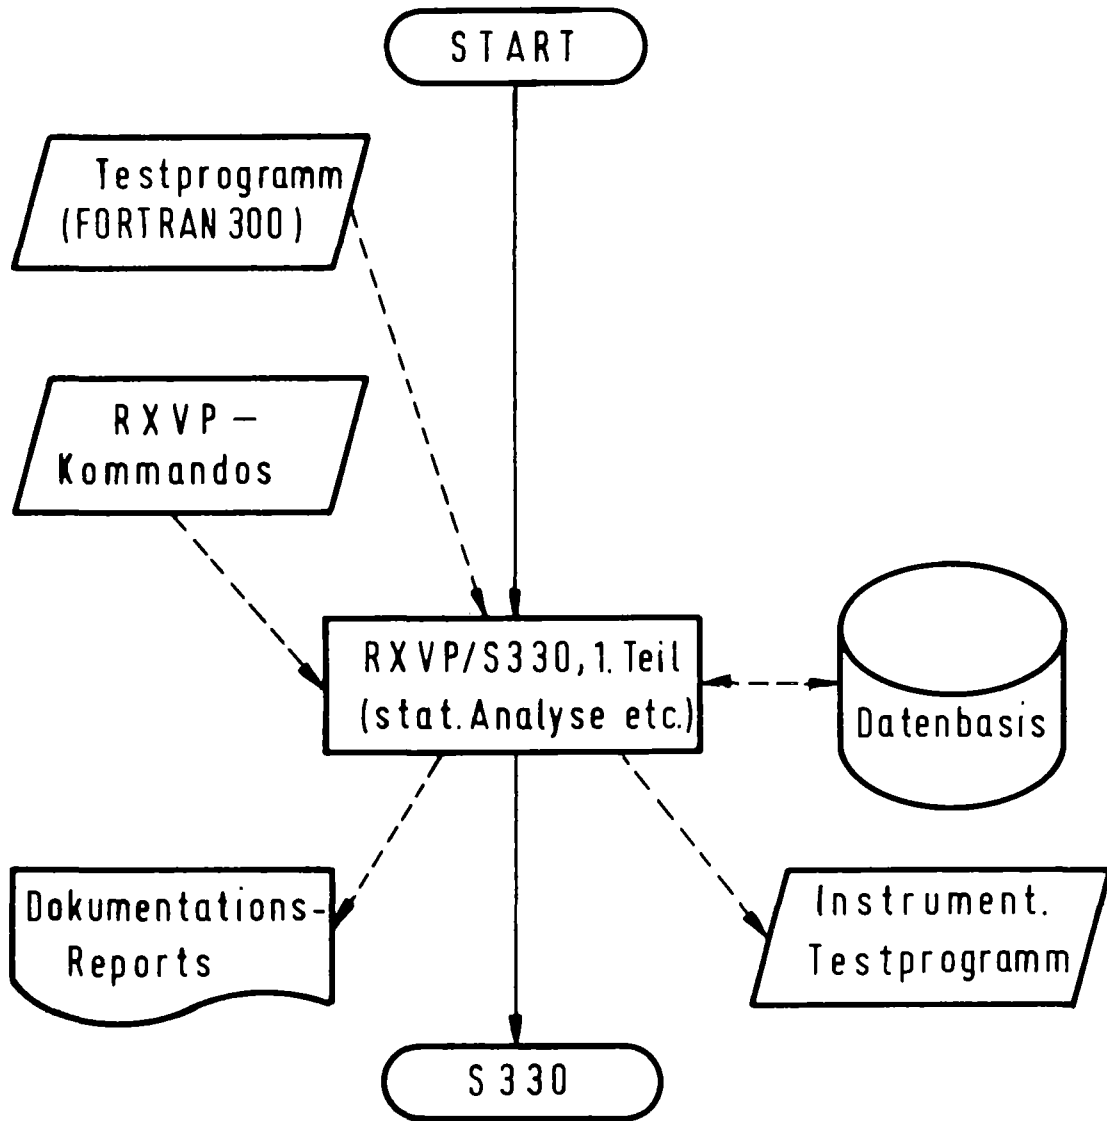 START
Testprogramm
(FORTRAN 300)
RXVP –
Kommandos
RXVP/S330, 1. Teil
(stat. Analyse etc.)
Datenbasis
Dokumentations-
Reports
Instrument.
Testprogramm
S330